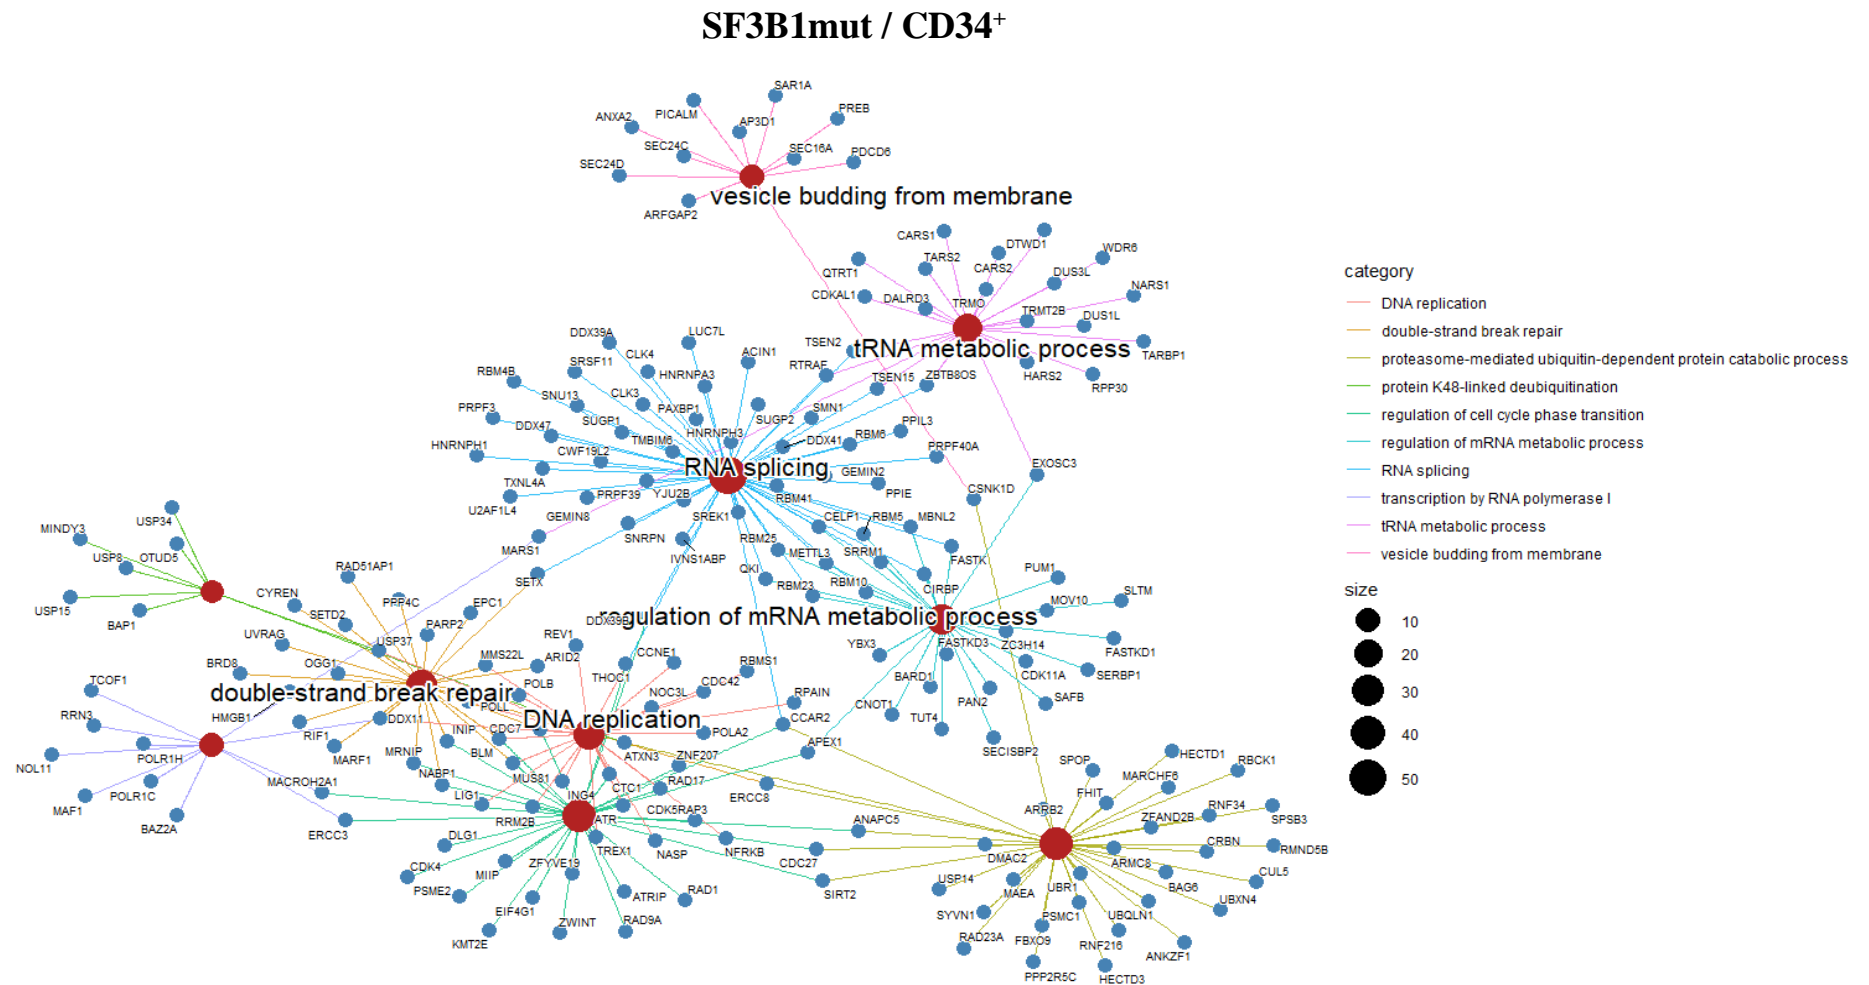 SF3B1mut / CD34+
SAR1A
PICALM
PREB
ANXA2
AP3D1
SEC24C
SEC16A
PDCD6
SEC24D
vesicle budding from membrane
ARFGAP2
CARS1
DTWD1
WDR6
TARS2
CARS2
QTRT1
DUS3L
CDKAL1
DALRD3
TRMO
NARS1
TRMT2B
DUS1L
TSEN2
tRNA metabolic process
TARBP1
RTRAF
TSEN15
ZBTB8OS
HARS2
RPP30
DDX39A
LUC7L
SRSF11
CLK4
ACIN1
RBM4B
HNRNPA3
SNU13
CLK3
PAXBP1
PRPF3
SUGP1
SUGP2
SMN1
DDX47
TMBIM6
HNRNPH3
DDX41
RBM6
PPIL3
HNRNPH1
CWF19L2
PRPF40A
RNA splicing
GEMIN2
EXOSC3
TXNL4A
PRPF39
YJU2B
RBM41
PPIE
CSNK1D
U2AF1L4
GEMIN8
SREK1
CELF1
RBM5
MBNL2
MARS1
SNRPN
RBM25
IVNS1ABP
METTL3
SRRM1
FASTK
SETX
QKI
RBM23
RBM10
CIRBP
PUM1
SLTM
MOV10
DDX39B
regulation of mRNA metabolic process
YBX3
FASTKD3
ZC3H14
FASTKD1
CDK11A
SERBP1
BARD1
PAN2
SAFB
CNOT1
TUT4
SECISBP2
USP34
MINDY3
USP8
OTUD5
USP15
BAP1
RAD51AP1
CYREN
PPP4C
EPC1
SETD2
PARP2
UVRAG
USP37
REV1
BRD8
OGG1
MMS22L
ARID2
CCNE1
RBMS1
TCOF1
double-strand break repair
POLB
THOC1
NOC3L
CDC42
RPAIN
RRN3
HMGB1
DDX11
POLL
DNA replication
CCAR2
RIF1
INIP
CDC7
POLA2
APEX1
NOL11
POLR1H
MARF1
MRNIP
BLM
ATXN3
ZNF207
MACROH2A1
NABP1
MUS81
RAD17
POLR1C
LIG1
ING4
CTC1
ERCC8
MAF1
BAZ2A
ERCC3
RRM2B
ATR
CDK5RAP3
ANAPC5
DLG1
TREX1
NASP
NFRKB
CDC27
CDK4
MIIP
ZFYVE19
SIRT2
PSME2
EIF4G1
ATRIP
RAD1
KMT2E
ZWINT
RAD9A
SPOP
HECTD1
MARCHF6
RBCK1
FHIT
ARRB2
ZFAND2B
RNF34
SPSB3
DMAC2
ARMC8
CRBN
RMND5B
USP14
MAEA
UBR1
BAG6
CUL5
SYVN1
PSMC1
UBQLN1
UBXN4
RAD23A
FBXO9
RNF216
ANKZF1
PPP2R5C
HECTD3
category
DNA replication
double-strand break repair
proteasome-mediated ubiquitin-dependent protein catabolic process
protein K48-linked deubiquitination
regulation of cell cycle phase transition
regulation of mRNA metabolic process
RNA splicing
transcription by RNA polymerase I
tRNA metabolic process
vesicle budding from membrane
size
10
20
30
40
50